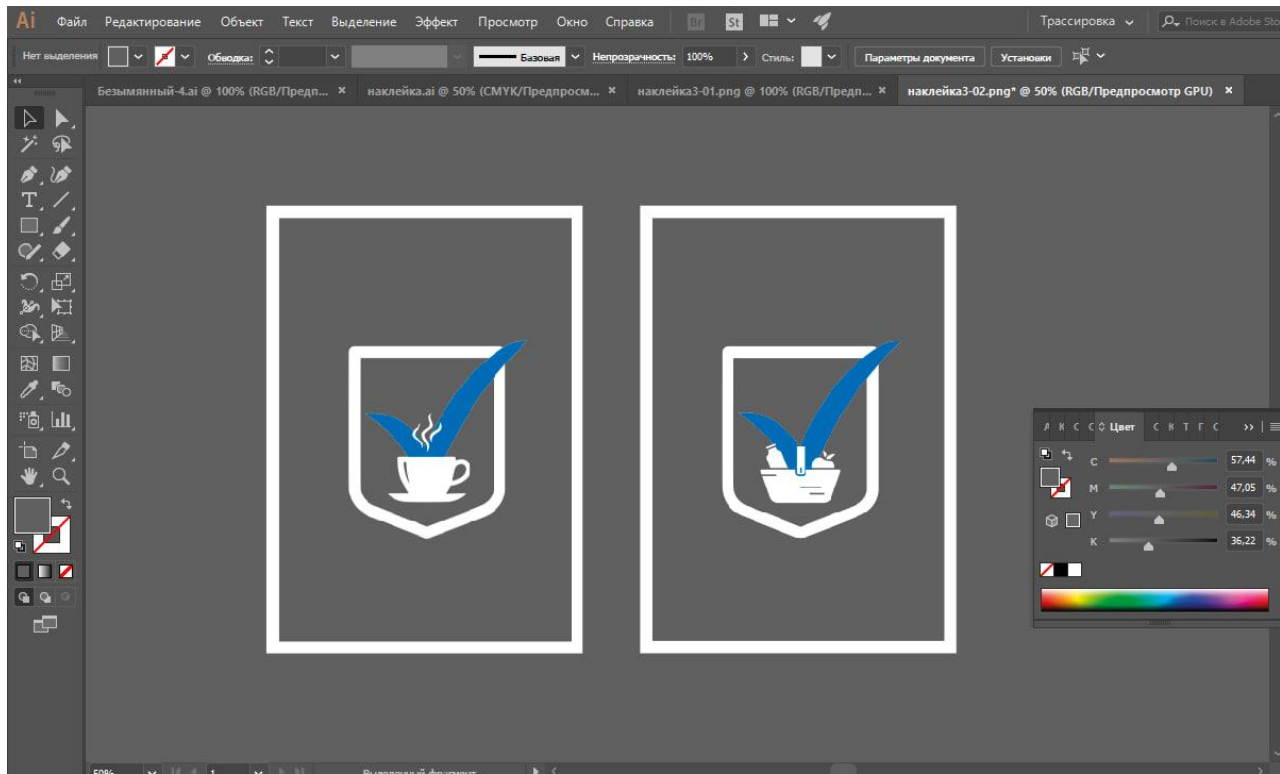 Ai Файл Редактирование Объект Текст Выделение Эффект Просмотр Окно Справка Br St Трассировка Поиск в Adobe Sto
Нет выделения Обводка: Базовая Непрозрачность: 100% Стиль: Параметры документа Установки
Безымянный-4.ai @ 100% (RGB/Предп... × наклейка.ai @ 50% (CMYK/Предпросм... × наклейка3-01.png @ 100% (RGB/Предп... × наклейка3-02.png* @ 50% (RGB/Предпросмотр GPU) ×
А К С С Цвет С К Т Г С
C 57,44 %
M 47,05 %
Y 46,34 %
K 36,22 %
50% 1 Выделенный фрагмент